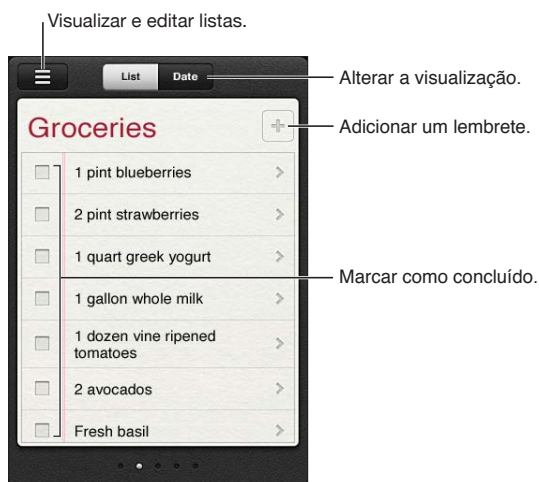 Visualizar e editar listas.
List Date
Alterar a visualização.
Groceries
Adicionar um lembrete.
1 pint blueberries
2 pint strawberries
1 quart greek yogurt
Marcar como concluído.
1 gallon whole milk
1 dozen vine ripened
tomatoes
2 avocados
Fresh basil